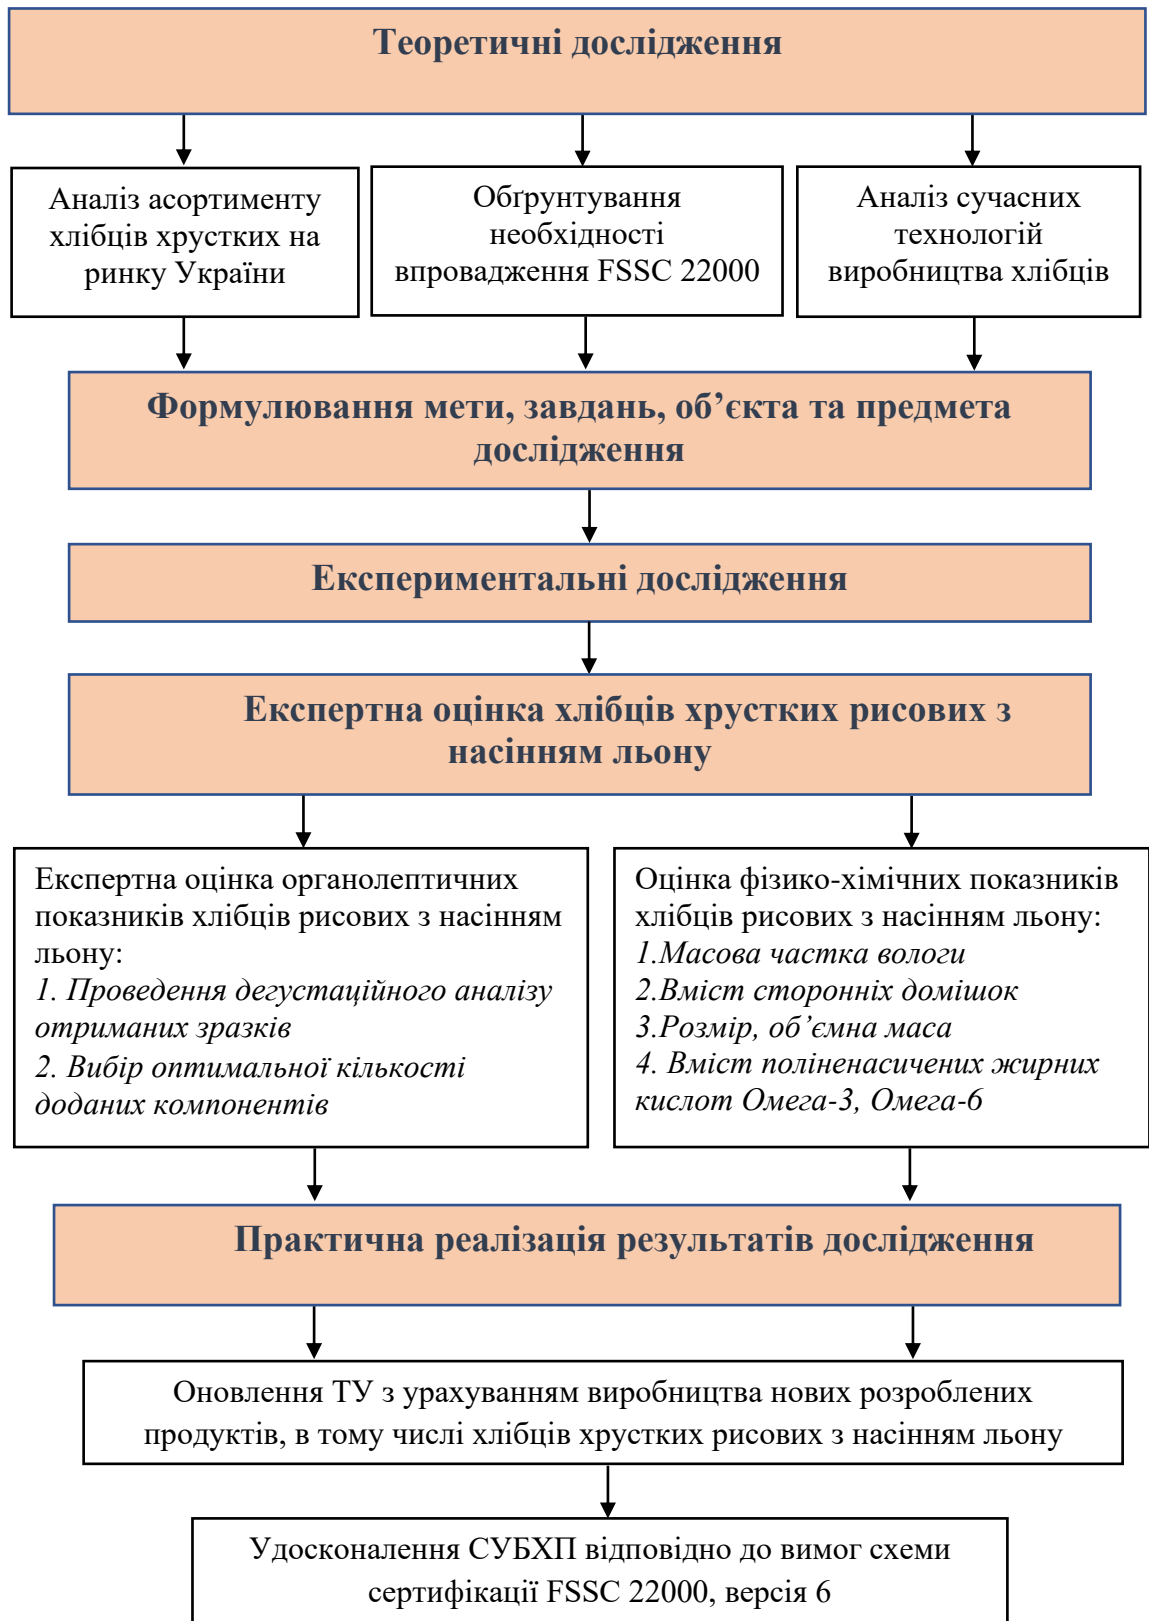 Теоретичні дослідження
Аналіз асортименту
хлібців хрустких на
ринку України
Обґрунтування
необхідності
впровадження FSSC 22000
Аналіз сучасних
технологій
виробництва хлібців
Формулювання мети, завдань, об’єкта та предмета
дослідження
Експериментальні дослідження
Експертна оцінка хлібців хрустких рисових з
насінням льону
Експертна оцінка органолептичних
показників хлібців рисових з насінням
льону:
1. Проведення дегустаційного аналізу
отриманих зразків
2. Вибір оптимальної кількості
доданих компонентів
Оцінка фізико-хімічних показників
хлібців рисових з насінням льону:
1.Масова частка вологи
2.Вміст сторонніх домішок
3.Розмір, об’ємна маса
4. Вміст поліненасичених жирних
кислот Омега-3, Омега-6
Практична реалізація результатів дослідження
Оновлення ТУ з урахуванням виробництва нових розроблених
продуктів, в тому числі хлібців хрустких рисових з насінням льону
Удосконалення СУБХП відповідно до вимог схеми
сертифікації FSSC 22000, версія 6